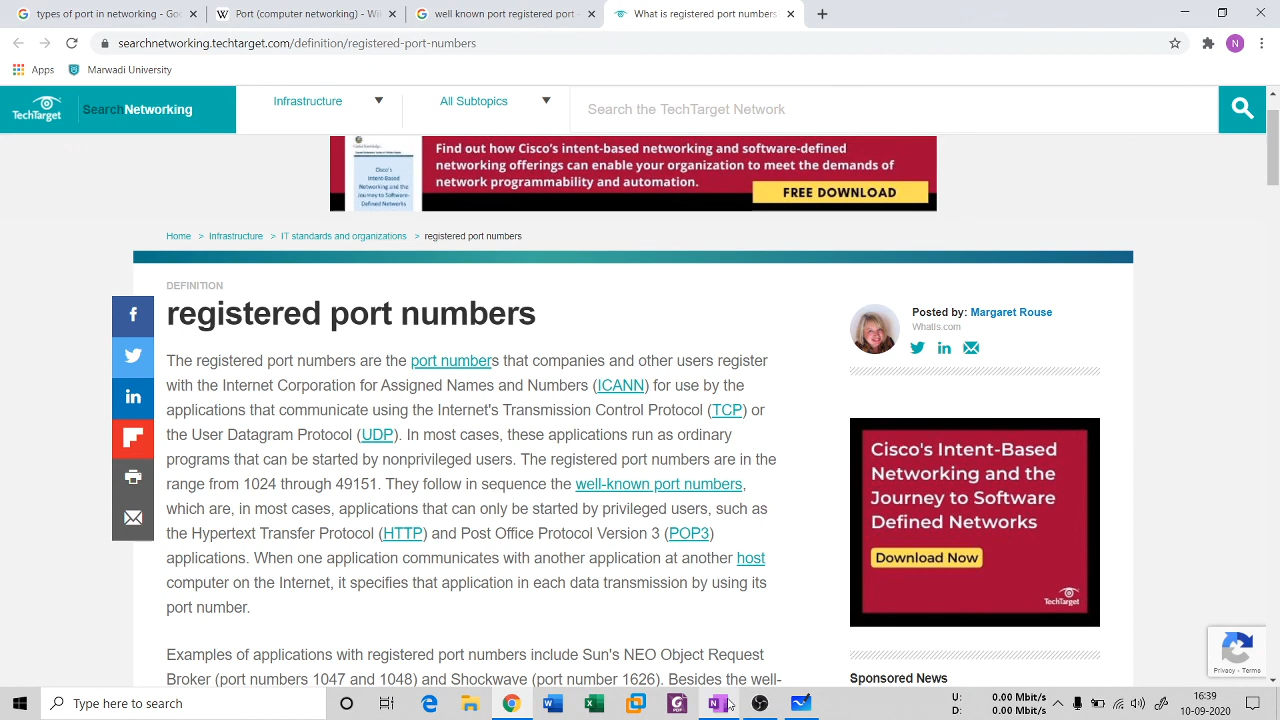 types of port in networking - Goo
W
well known port registered port -
What is registered port numbers
searchnetworking.techtarget.com/definition/registered-port-numbers
N
Apps
Marwadi University
TechTarget
SearchNetworking
Infrastructure
All Subtopics
Search the TechTarget Network
Cisco's
Intent-Based
Networking and the
Journey to Software-
Defined Networks
Find out how Cisco's intent-based networking and software-defined
networking offerings can enable your organization to meet the demands of
network programmability and automation.
FREE DOWNLOAD
Home > Infrastructure > IT standards and organizations > registered port numbers
DEFINITION
registered port numbers
The registered port numbers are the port numbers that companies and other users register
with the Internet Corporation for Assigned Names and Numbers (ICANN) for use by the
applications that communicate using the Internet's Transmission Control Protocol (TCP) or
the User Datagram Protocol (UDP). In most cases, these applications run as ordinary
programs that can be started by nonprivileged users. The registered port numbers are in the
range from 1024 through 49151. They follow in sequence the well-known port numbers,
which are, in most cases, applications that can only be started by privileged users, such as
the Hypertext Transfer Protocol (HTTP) and Post Office Protocol Version 3 (POP3)
applications. When one application communicates with another application at another host
computer on the Internet, it specifies that application in each data transmission by using its
port number.
Examples of applications with registered port numbers include Sun's NEO Object Request
Broker (port numbers 1047 and 1048) and Shockwave (port number 1626). Besides the well-
Posted by: Margaret Rouse
WhatIs.com
Cisco's Intent-Based
Networking and the
Journey to Software
Defined Networks
Download Now
TechTarget
Privacy - Terms
Sponsored News
Type here to search
U: 0.00 Mbit/s
D: 0.00 Mbit/s
16:39
10-09-2020